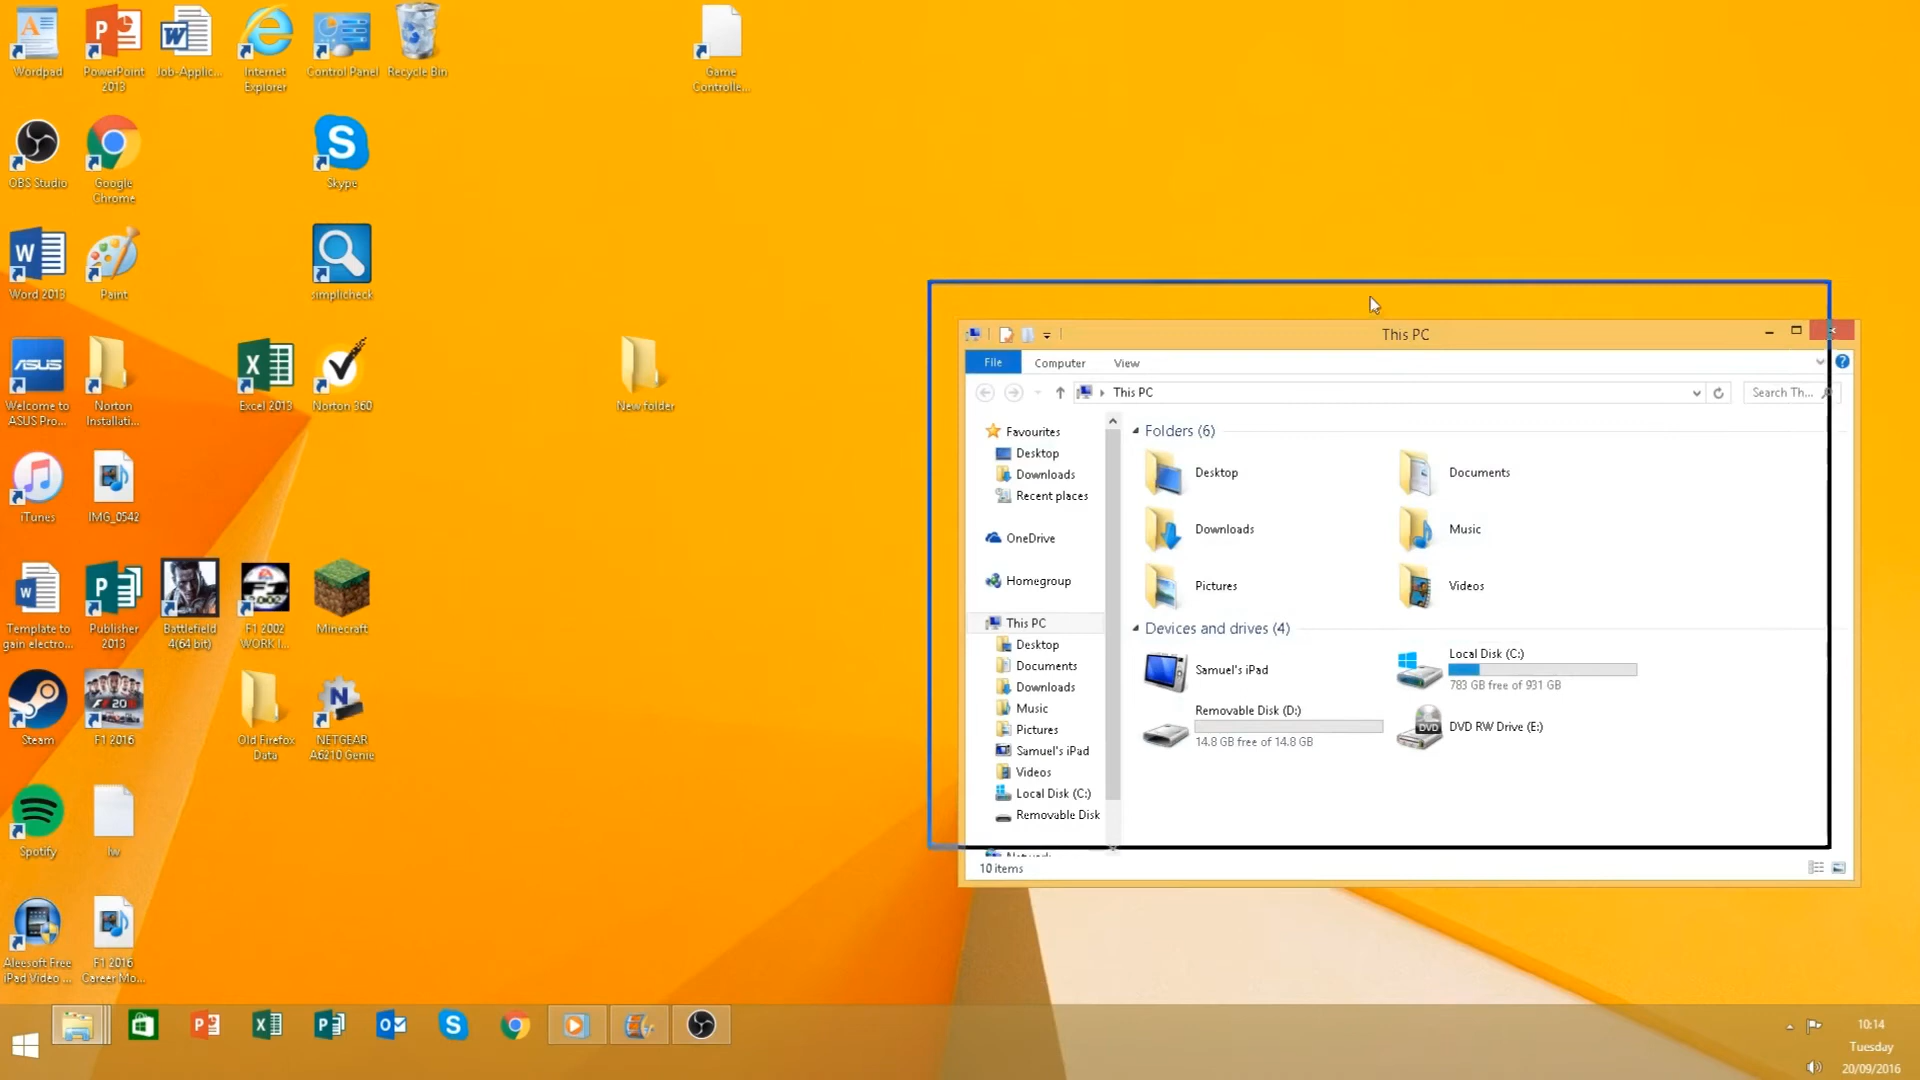 Wordpad
PowerPoint
2013
Job-Applic...
Internet
Explorer
Control Panel
Recycle Bin
Game
Controlle...
OBS Studio
Google
Chrome
Skype
Word 2013
Paint
simplicheck
ASUS
Welcome to
ASUS Pro...
Norton
Installati...
Excel 2013
Norton 360
New folder
iTunes
IMG_0542
Template to
gain electro...
Publisher
2013
Battlefield
4(64 bit)
F1 2002
WORK I...
Minecraft
Steam
F1 2016
Old Firefox
Data
NETGEAR
A6210 Genie
Spotify
lw
Aleesoft Free
iPad Video ...
F1 2016
Career Mo...
This PC
File
Computer
View
This PC
Search Th...
Favourites
Desktop
Downloads
Recent places
OneDrive
Homegroup
This PC
Desktop
Documents
Downloads
Music
Pictures
Samuel's iPad
Videos
Local Disk (C:)
Removable Disk
Network
Folders (6)
Desktop
Documents
Downloads
Music
Pictures
Videos
Devices and drives (4)
Samuel's iPad
Local Disk (C:)
783 GB free of 931 GB
Removable Disk (D:)
14.8 GB free of 14.8 GB
DVD
DVD RW Drive (E:)
10 items
10:14
Tuesday
20/09/2016